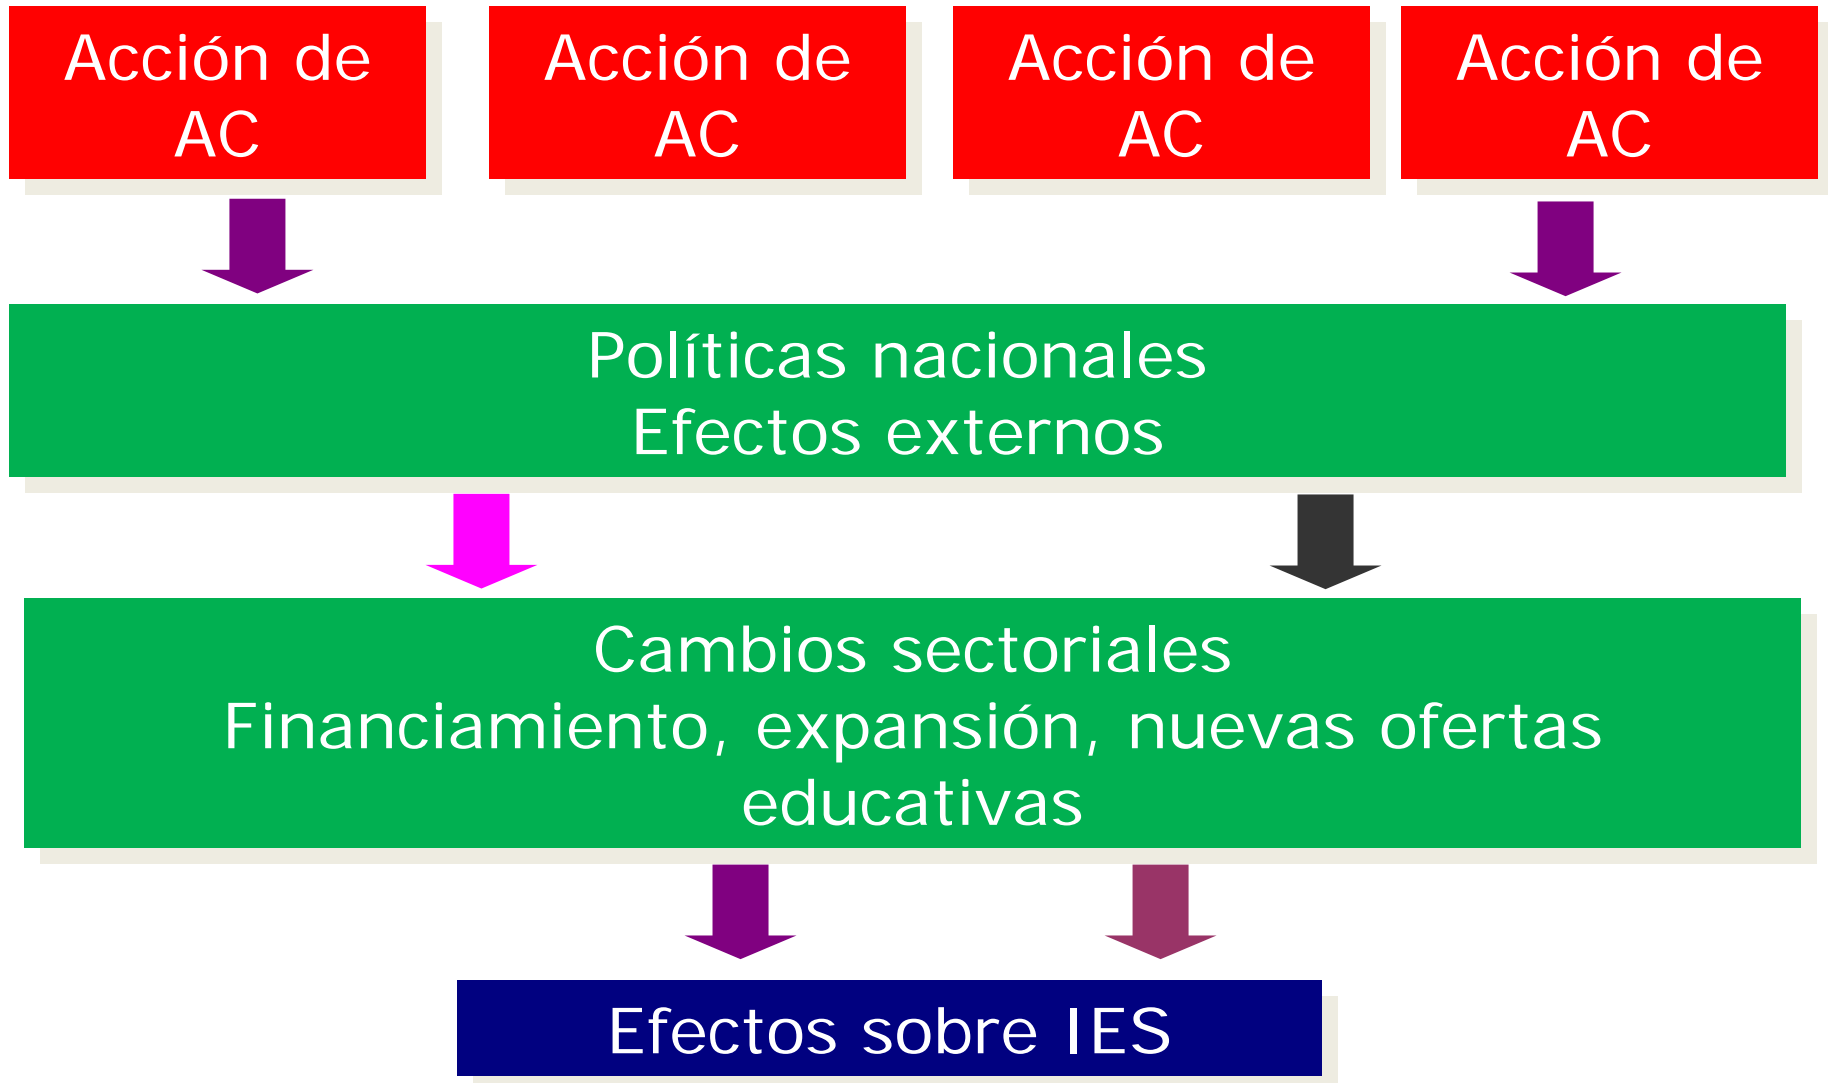 Acción de
AC
Acción de
AC
Acción de
AC
Acción de
AC
Políticas nacionales
Efectos externos
Cambios sectoriales
Financiamiento, expansión, nuevas ofertas
educativas
Efectos sobre IES